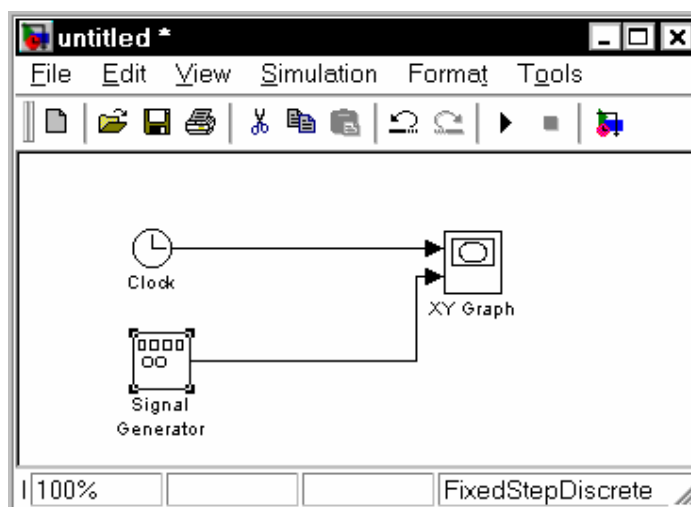 untitled *
File Edit View Simulation Format Tools
Clock
XY Graph
Signal
Generator
100% FixedStepDiscrete